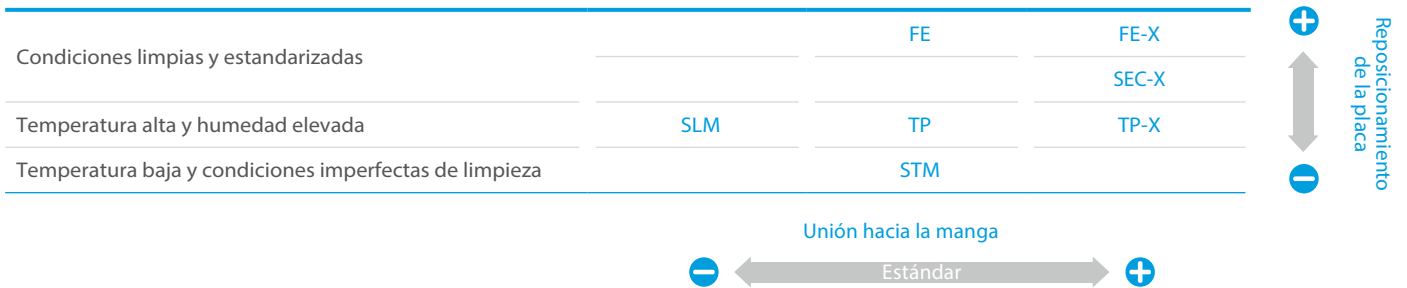 FE FE-X
Condiciones limpias y estandarizadas
SEC-X
Temperatura alta y humedad elevada SLM TP TP-X
Temperatura baja y condiciones imperfectas de limpieza STM
Reposicionamiento
de la placa
Unión hacia la manga
Estándar